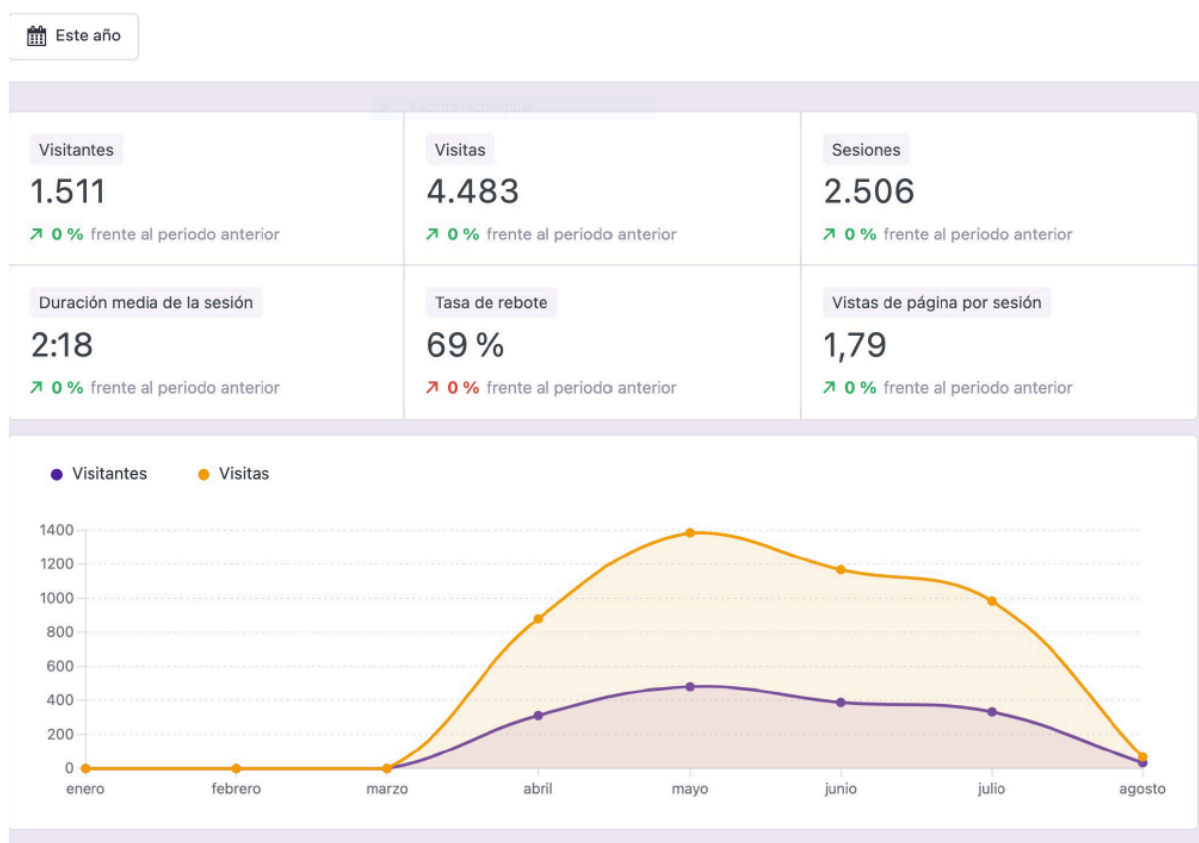 Este año
Recorte rectangular
Visitantes
1.511
0 % frente al periodo anterior
Visitas
4.483
0 % frente al periodo anterior
Sesiones
2.506
0 % frente al periodo anterior
Duración media de la sesión
2:18
0 % frente al periodo anterior
Tasa de rebote
69 %
0 % frente al periodo anterior
Vistas de página por sesión
1,79
0 % frente al periodo anterior
Visitantes Visitas
1400
1200
1000
800
600
400
200
0
enero febrero marzo abril mayo junio julio agosto